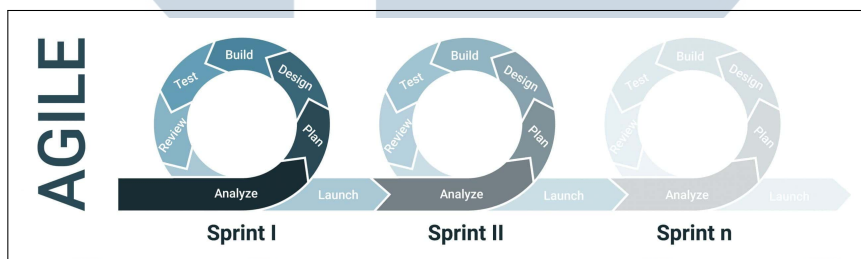 AGILE
Analyze
Plan
Design
Build
Test
Review
Launch
Sprint I
Analyze
Plan
Design
Build
Test
Review
Launch
Sprint II
Analyze
Plan
Design
Build
Test
Review
Launch
Sprint n